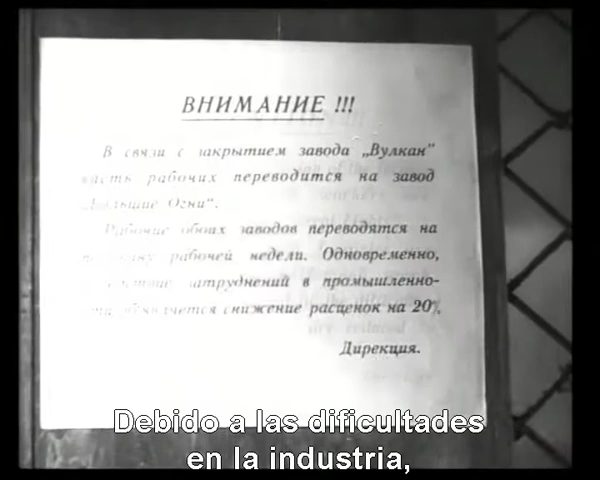 ВНИМАНИЕ !!!
В связи с закрытием завода „Вулкан"
часть рабочих переводится на завод
Огни".
Рабочие обоих заводов переводятся на
рабочей недели. Одновременно,
затруднений в промышленно-
снижение расценок на 20%.
Дирекция.
Debido a las dificultades
en la industria,